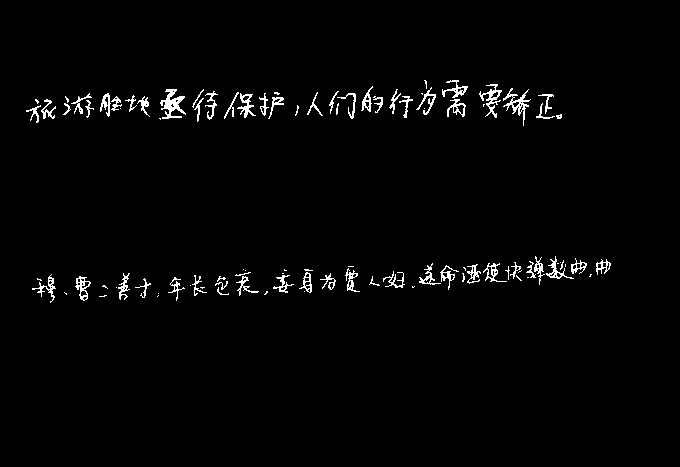 旅游胜地亟待保护，人们的行为需要矫正。
穆、曹二善才，年长色衰，委身为贾人妇。遂命酒使快弹数曲，曲